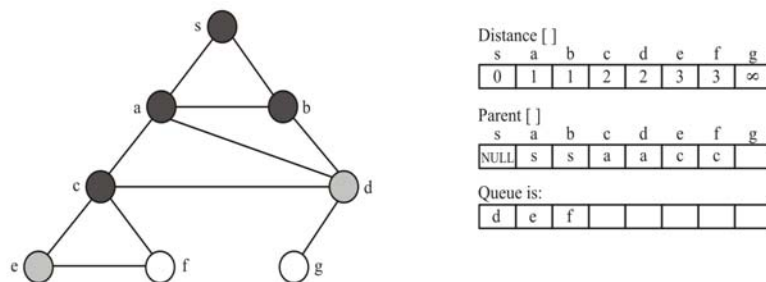 s
a
b
c
d
e
f
g
Distance [ ]
s a b c d e f g
0 1 1 2 2 3 3 ∞
Parent [ ]
s a b c d e f g
NULL s s a a c c
Queue is:
d e f